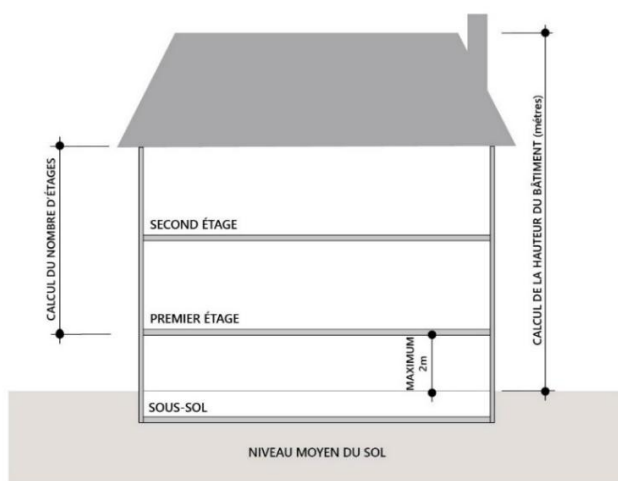 CALCUL DU NOMBRE D'ÉTAGES
SECOND ÉTAGE
PREMIER ÉTAGE
MAXIMUM
2m
SOUS-SOL
CALCUL DE LA HAUTEUR DU BÂTIMENT (mètres)
NIVEAU MOYEN DU SOL